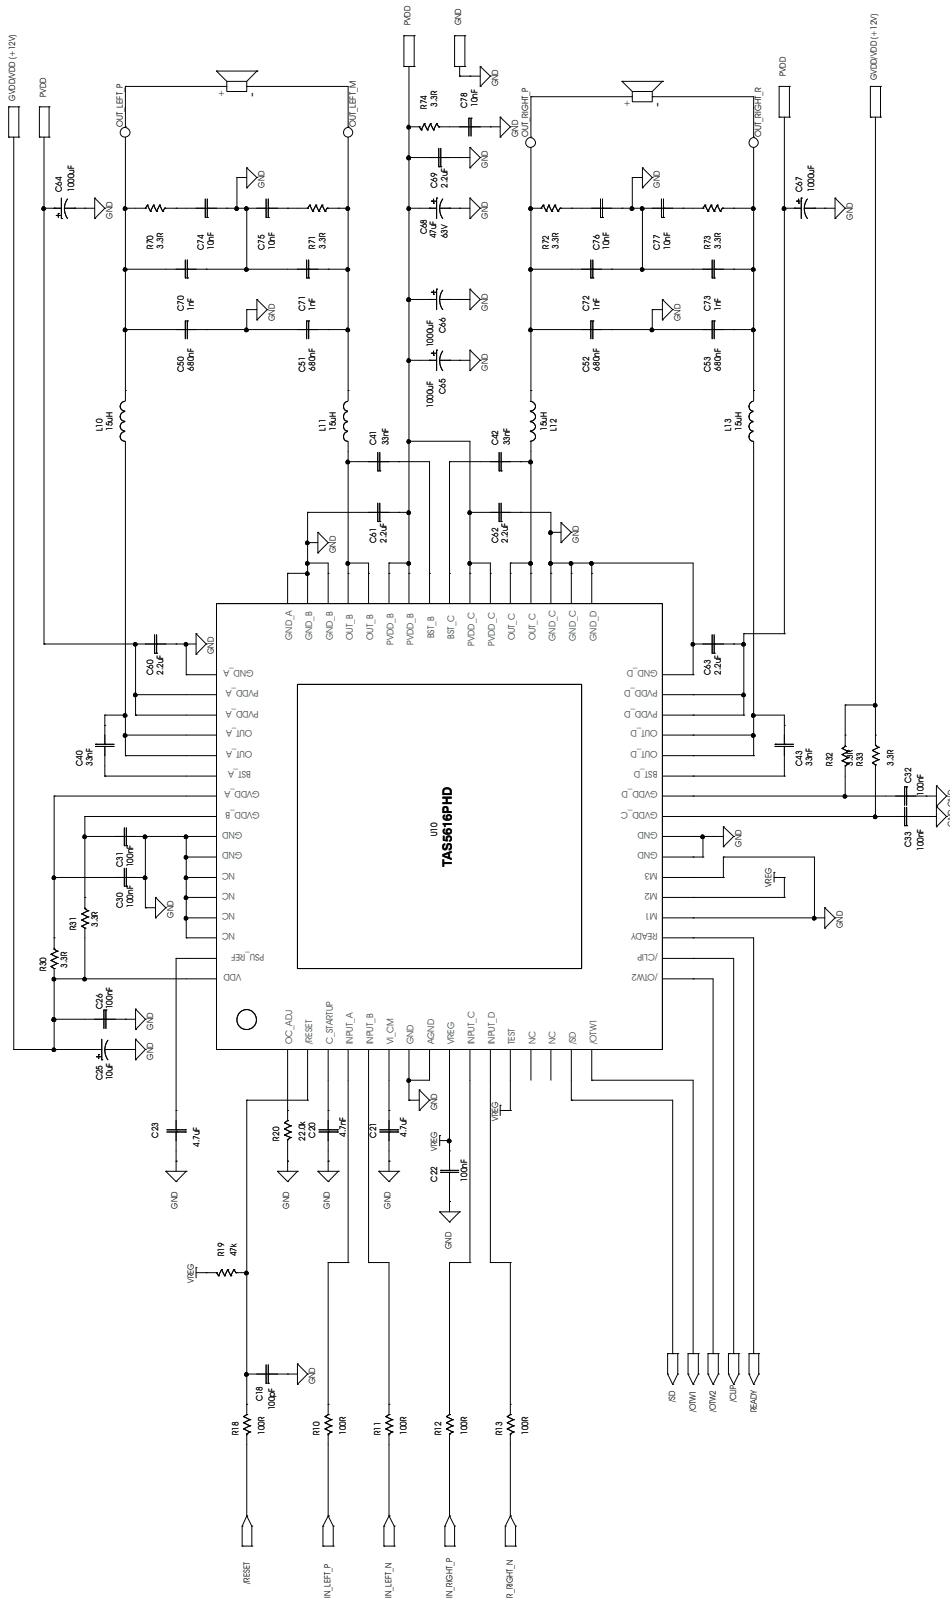 GVDD/VDD (+12V)
PVDD
PVDD
GND
PVDD
GVDD/VDD (+12V)
C64
1000uF
GND
OUT_LEFT_P
+
-
OUT_LEFT_M
R70
3.3R
C74
10nF
C75
10nF
R71
3.3R
GND
C70
1nF
C71
1nF
C50
680nF
C51
680nF
GND
L10
15uH
L11
15uH
R74
3.3R
C78
10nF
GND
GND
C69
2.2uF
GND
C68
47uF
63V
GND
1000uF
C66
GND
1000uF
C65
GND
OUT_RIGHT_P
+
-
OUT_RIGHT_R
R72
3.3R
C76
10nF
C77
10nF
R73
3.3R
GND
C72
1nF
C73
1nF
C52
680nF
C53
680nF
GND
15uH
L12
L13
15uH
C67
1000uF
GND
C41
33nF
C42
33nF
C61
2.2uF
C62
2.2uF
GND
GND
GND_A
GND_B
GND_B
OUT_B
OUT_B
PVDD_B
PVDD_B
BST_B
BST_C
PVDD_C
PVDD_C
OUT_C
OUT_C
GND_C
GND_C
GND_D
C60
2.2uF
GND
C40
33nF
GND_A
PVDD_A
PVDD_A
OUT_A
OUT_A
BST_A
GVDD_A
GVDD_B
GND
GND
NC
NC
NC
NC
PSU_REF
VDD
U10
TAS5616PHD
GND_D
PVDD_D
PVDD_D
OUT_D
OUT_D
BST_D
GVDD_D
GVDD_C
GND
GND
M3
M2
M1
READY
/CLIP
/OTW2
C63
2.2uF
C43
33nF
R32
3.3R
R33
3.3R
C32
100nF
C33
100nF
GND
GND
GND
VREG
GND
C31
100nF
C30
100nF
GND
R31
3.3R
R30
3.3R
C26
100nF
GND
C25
10uF
GND
OC_ADJ
/RESET
C_STARTUP
INPUT_A
INPUT_B
VI_CM
GND
AGND
VREG
INPUT_C
INPUT_D
TEST
NC
NC
/SD
/OTW1
C23
4.7uF
GND
R20
22.0k
GND
C20
4.7nF
GND
C21
4.7uF
GND
GND
VREG
C22
100nF
GND
VREG
VREG
R19
47k
C18
100pF
GND
R18
100R
R10
100R
R11
100R
R12
100R
R13
100R
/RESET
IN_LEFT_P
IN_LEFT_N
IN_RIGHT_P
R_RIGHT_N
/SD
/OTW1
/OTW2
/CLIP
READY